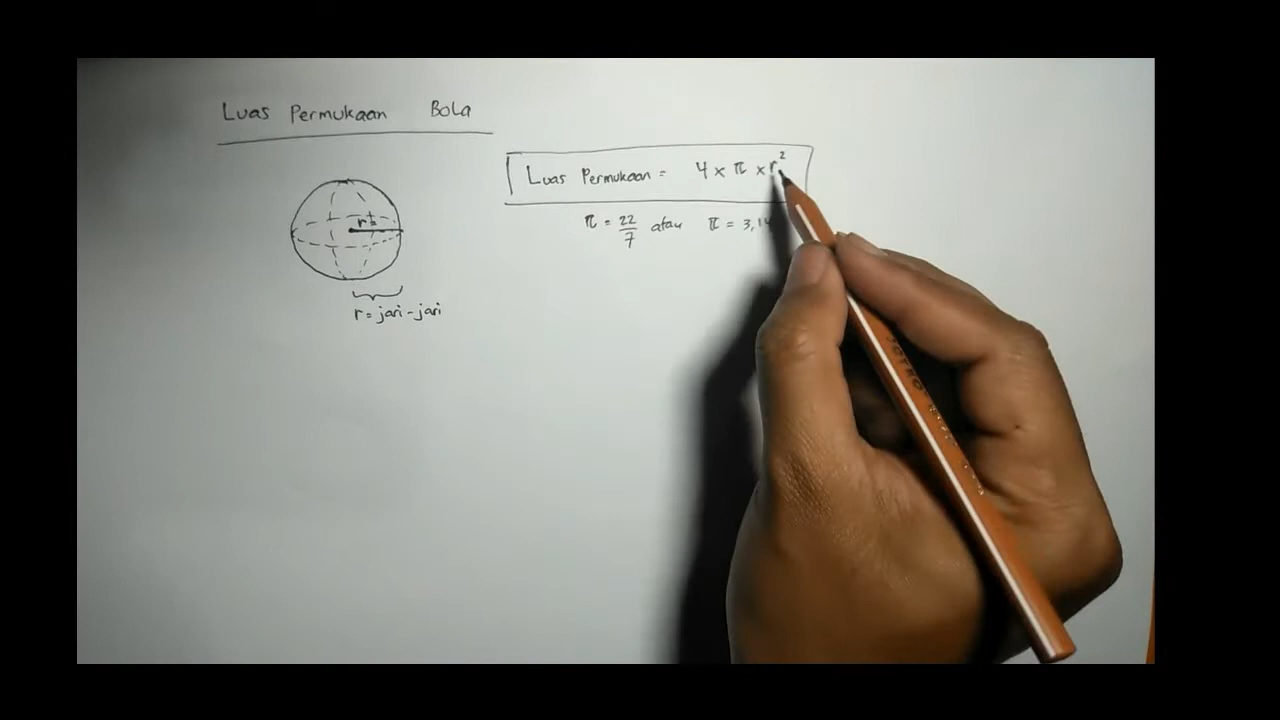 Luas Permukaan Bola
Luas Permukaan = 4 × π × r²
π = 22/7 atau π = 3,14
r
r = jari - jari